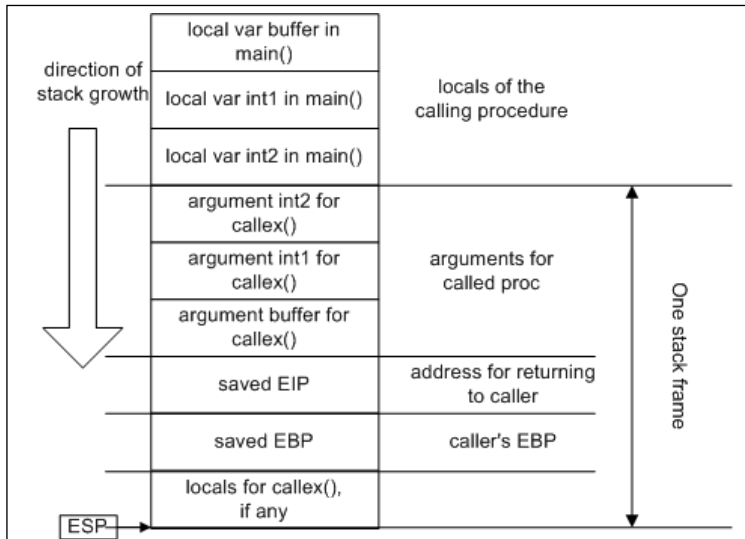 local var buffer in
main()
direction of
stack growth
local var int1 in main()
locals of the
calling procedure
local var int2 in main()
argument int2 for
callex()
argument int1 for
callex()
arguments for
called proc
argument buffer for
callex()
One stack frame
saved EIP
address for returning
to caller
saved EBP
caller's EBP
locals for callex(),
if any
ESP